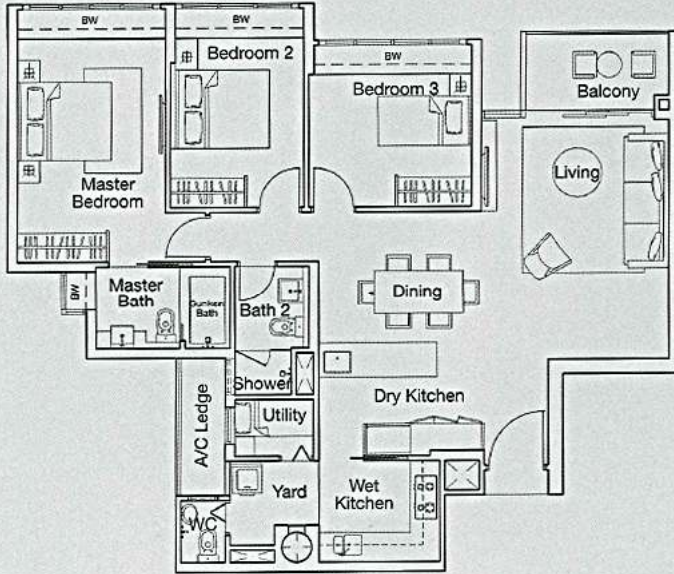 BW
BW
Bedroom 2
BW
Bedroom 3
Balcony
Master
Bedroom
Living
BW
Master
Bath
Sunken
Bath
Bath 2
Dining
Shower
Dry Kitchen
A/C Ledge
Utility
Yard
Wet
Kitchen
WC